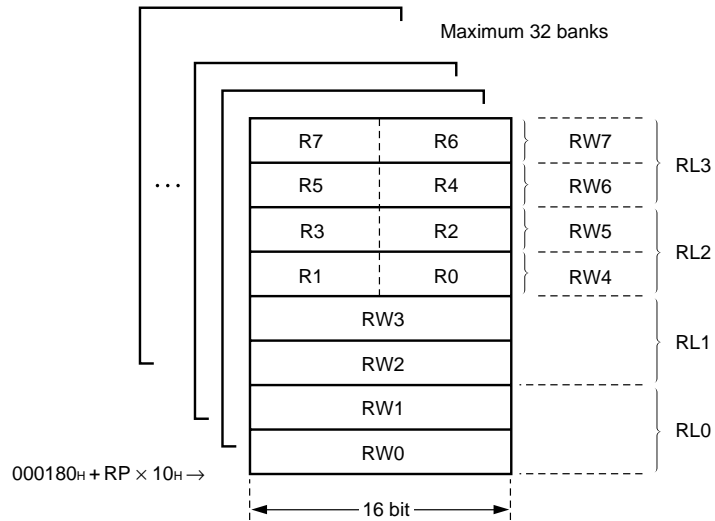 Maximum 32 banks
R7 R6 RW7
RL3
R5 R4 RW6
...
R3 R2 RW5
RL2
R1 R0 RW4
RW3
RL1
RW2
RW1
RL0
RW0
000180H + RP × 10H →
16 bit